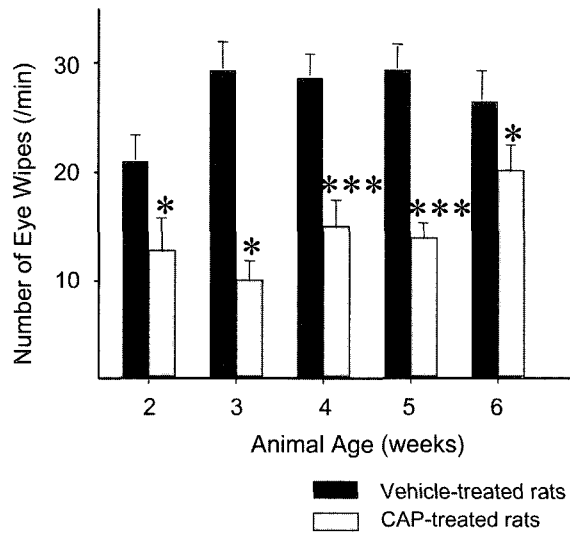 Number of Eye Wipes (/min)
30
20
10
*
*
***
***
*
2 3 4 5 6
Animal Age (weeks)
Vehicle-treated rats
CAP-treated rats